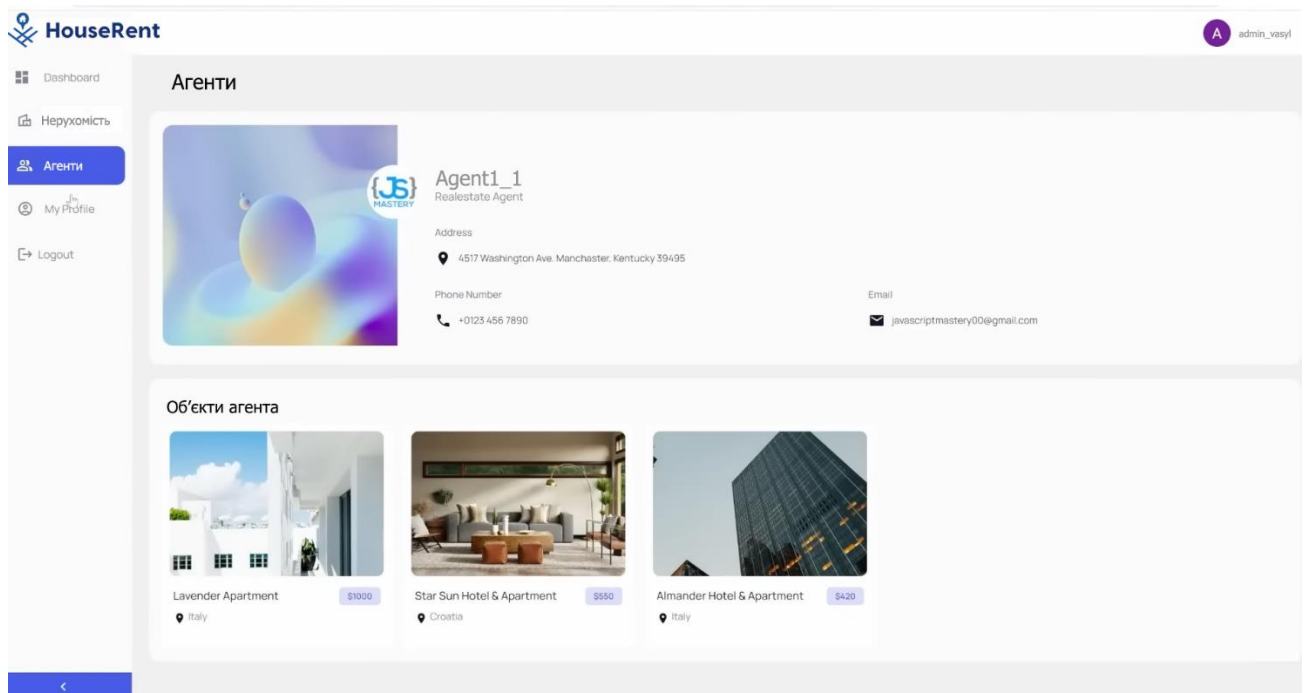 HouseRent
A
admin_vasyl
Dashboard
Нерухомість
Агенти
My Profile
Logout
Агенти
{JS}
MASTERY
Agent1_1
Realestate Agent
Address
4517 Washington Ave. Manchaster, Kentucky 39495
Phone Number
+0123 456 7890
Email
javascriptmastery00@gmail.com
Об’єкти агента
Lavender Apartment
$1000
Italy
Star Sun Hotel & Apartment
$550
Croatia
Almander Hotel & Apartment
$420
Italy